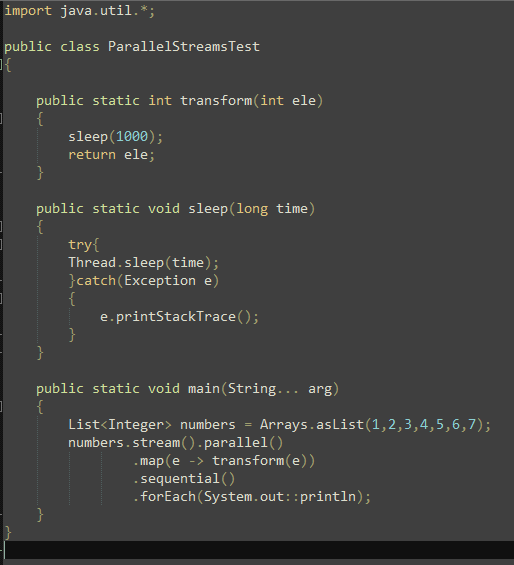 import java.util.*;
public class ParallelStreamsTest
{
public static int transform(int ele)
{
sleep(1000);
return ele;
}
public static void sleep(long time)
{
try{
Thread.sleep(time);
}catch(Exception e)
{
e.printStackTrace();
}
}
public static void main(String... arg)
{
List<Integer> numbers = Arrays.asList(1,2,3,4,5,6,7);
numbers.stream().parallel()
.map(e -> transform(e))
.sequential()
.forEach(System.out::println);
}
}